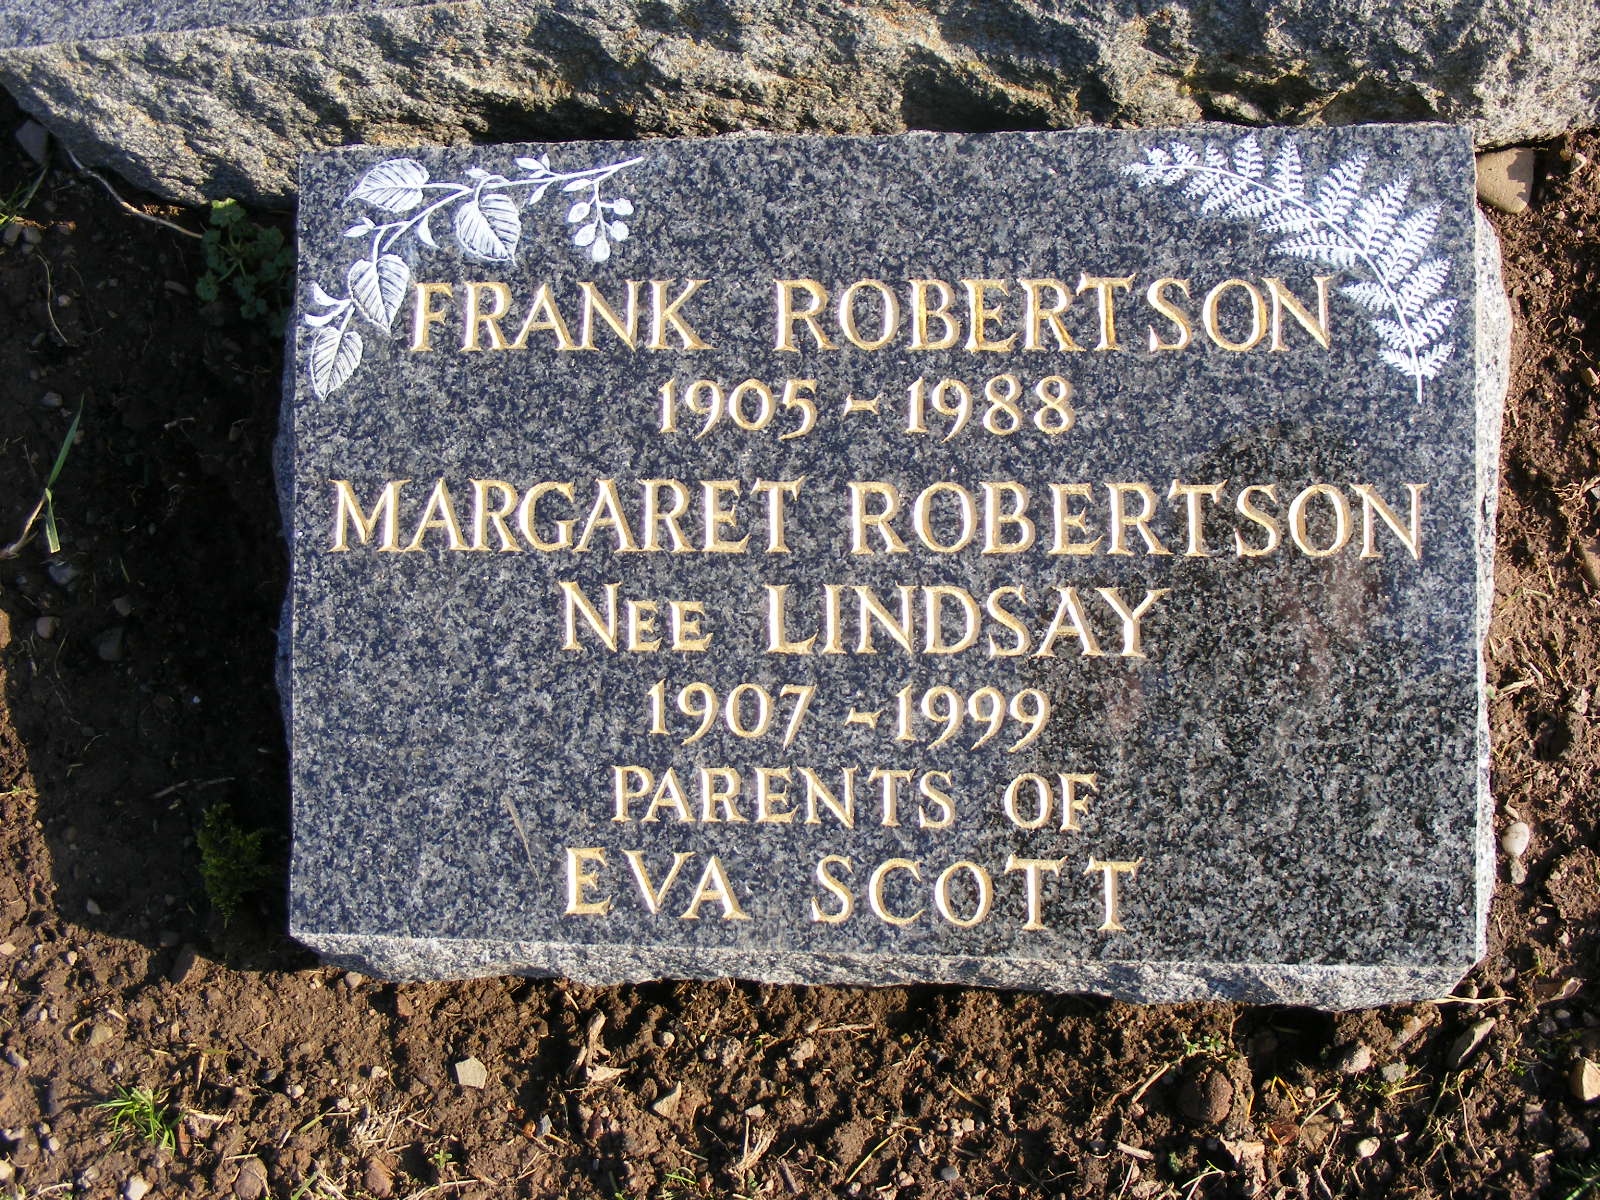 FRANK ROBERTSON
1905 - 1988
MARGARET ROBERTSON
NEE LINDSAY
1907 - 1999
PARENTS OF
EVA SCOTT